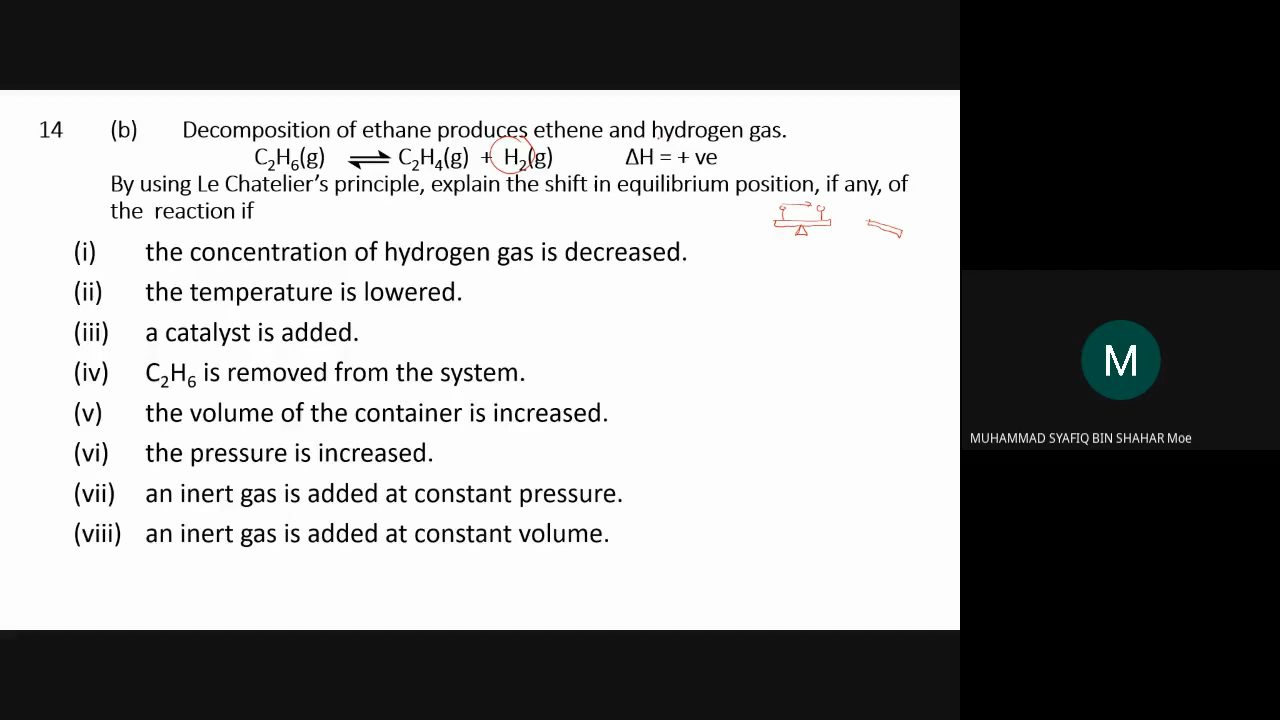 14 (b) Decomposition of ethane produces ethene and hydrogen gas.
C₂H₆(g) ⇌ C₂H₄(g) + H₂(g) ΔH = + ve
By using Le Chatelier’s principle, explain the shift in equilibrium position, if any, of
the reaction if
(i) the concentration of hydrogen gas is decreased.
(ii) the temperature is lowered.
(iii) a catalyst is added.
(iv) C₂H₆ is removed from the system.
(v) the volume of the container is increased.
(vi) the pressure is increased.
(vii) an inert gas is added at constant pressure.
(viii) an inert gas is added at constant volume.
M
MUHAMMAD SYAFIQ BIN SHAHAR Moe